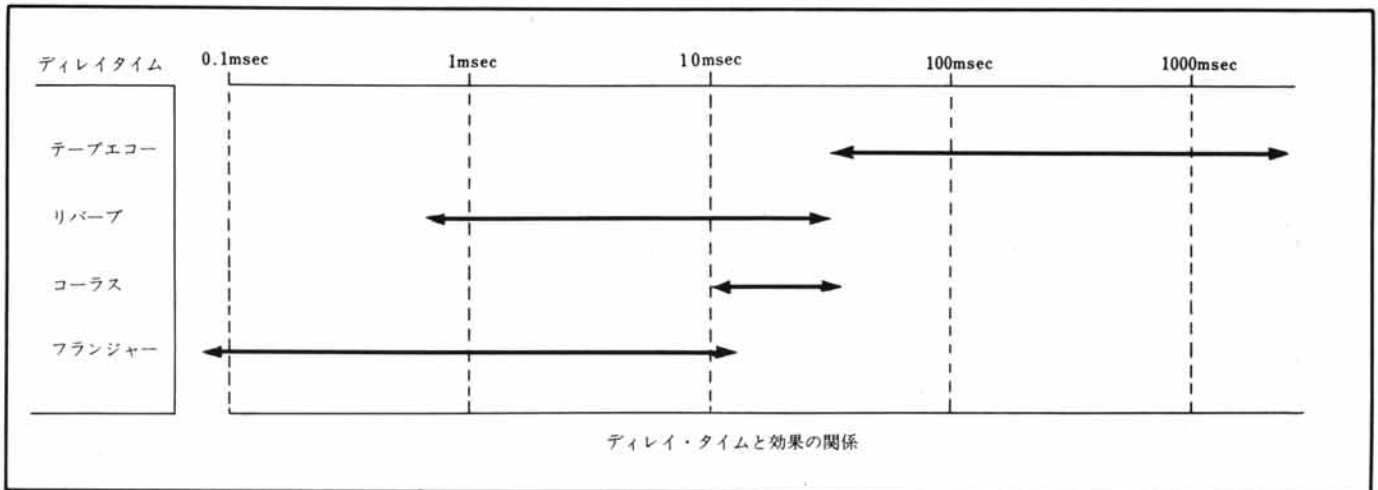 ディレイタイム 0.1msec 1msec 10msec 100msec 1000msec
テープエコー
リバーブ
コーラス
フランジャー
ディレイ・タイムと効果の関係